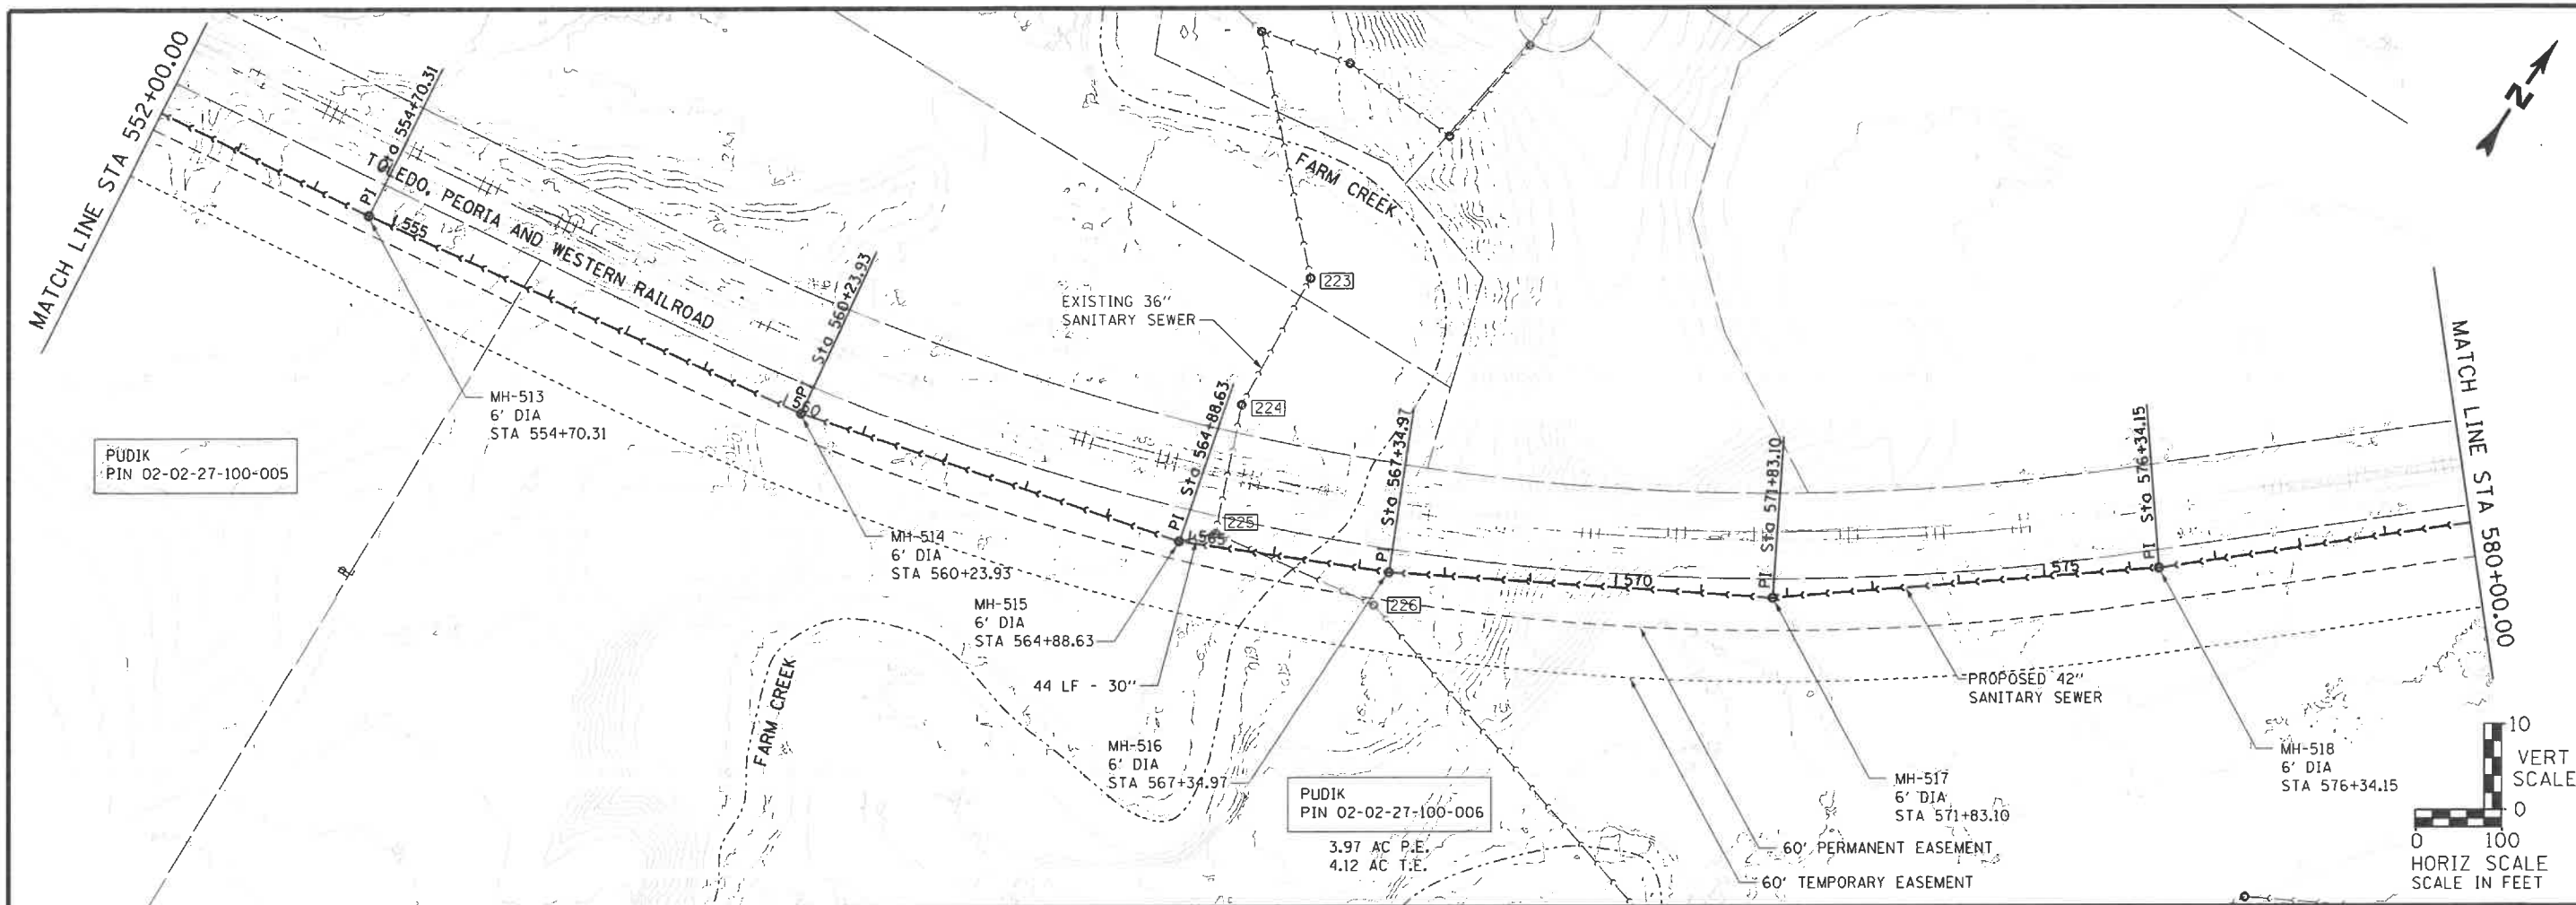 MATCH LINE STA 552+00.00
PI Sta 554+70.31
555
TOLEDO, PEORIA AND WESTERN RAILROAD
PI Sta 560+23.93
560
MH-513
6' DIA
STA 554+70.31
PUDIK
PIN 02-02-27-100-005
MH-514
6' DIA
STA 560+23.93
EXISTING 36"
SANITARY SEWER
FARM CREEK
223
224
225
226
PI Sta 564+88.63
565
MH-515
6' DIA
STA 564+88.63
44 LF - 30"
PI Sta 567+34.97
MH-516
6' DIA
STA 567+34.97
FARM CREEK
PUDIK
PIN 02-02-27-100-006
3.97 AC P.E.
4.12 AC T.E.
570
PI Sta 571+83.10
MH-517
6' DIA
STA 571+83.10
60' PERMANENT EASEMENT
60' TEMPORARY EASEMENT
575
PI Sta 576+34.15
PROPOSED 42"
SANITARY SEWER
MH-518
6' DIA
STA 576+34.15
MATCH LINE STA 580+00.00
N
10
VERT
SCALE
0
0 100
HORIZ SCALE
SCALE IN FEET